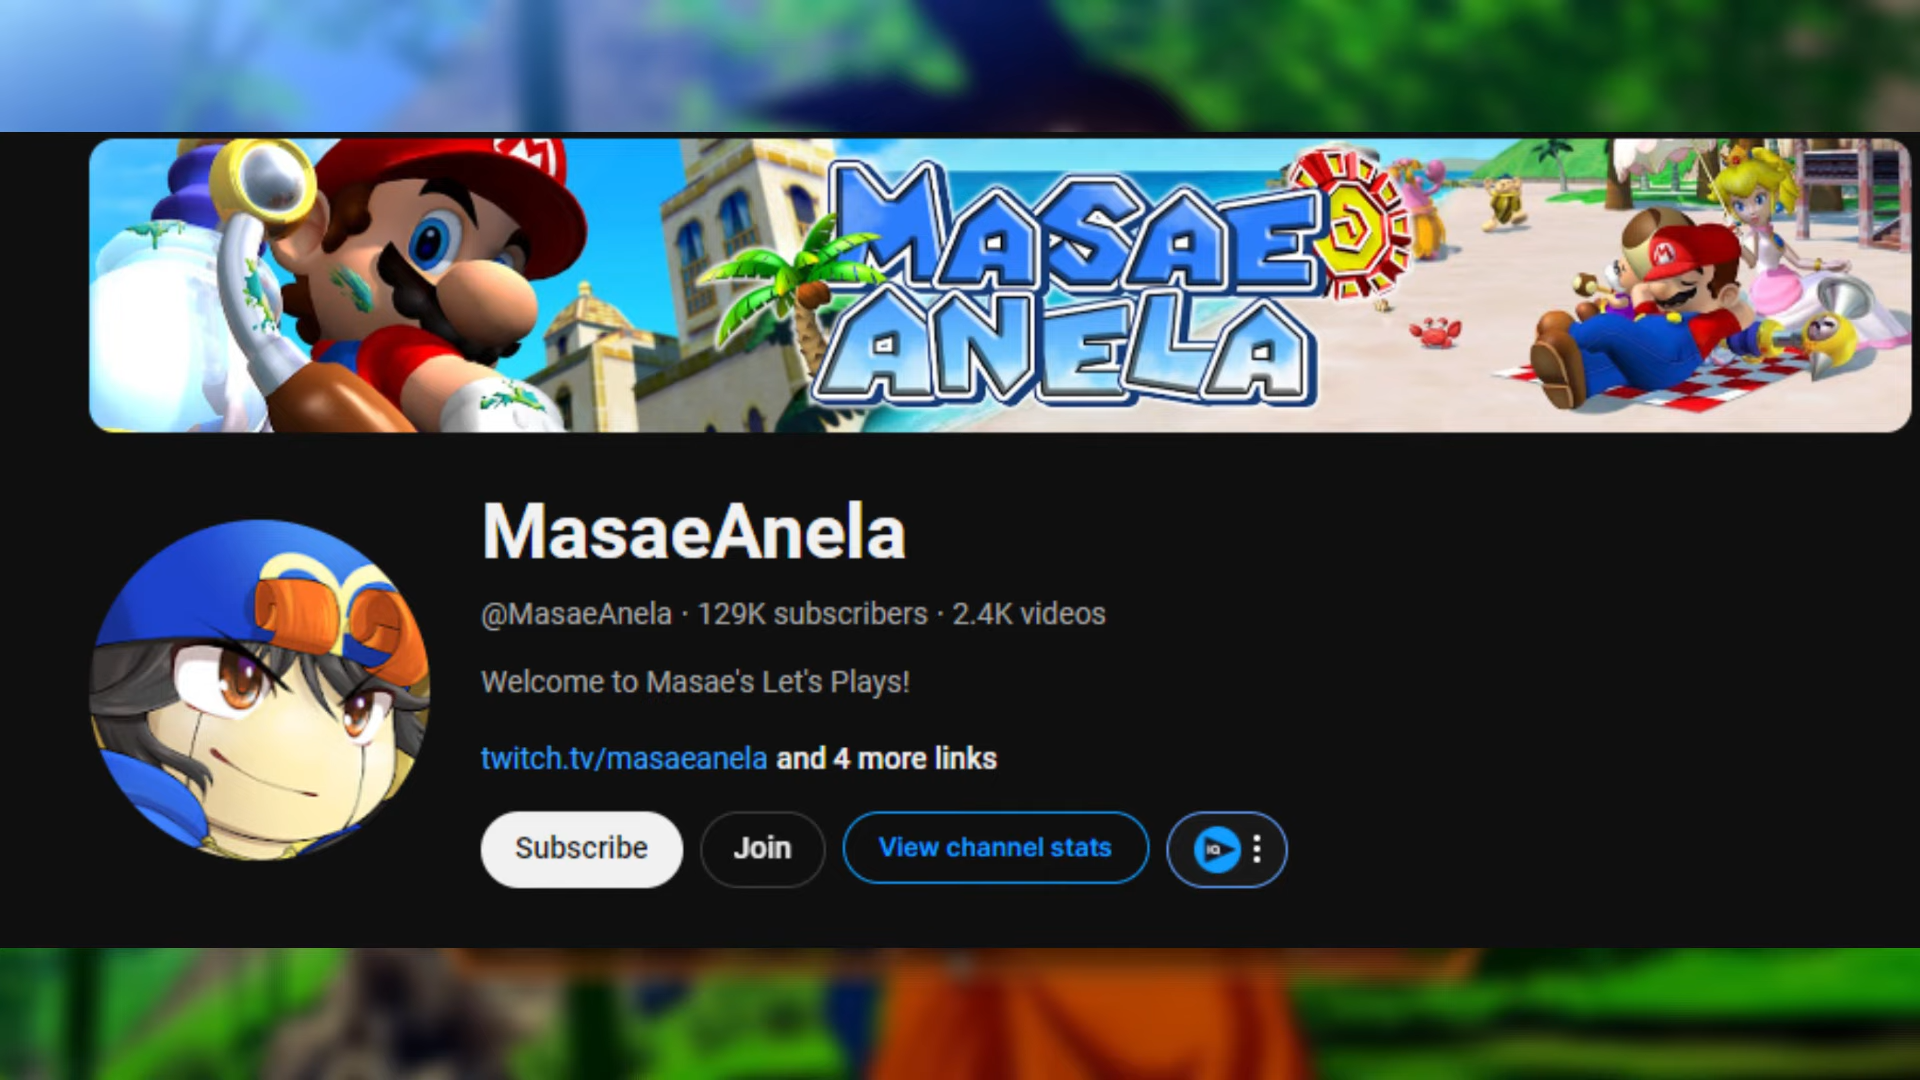 MASAE
ANELA
MasaeAnela
@MasaeAnela · 129K subscribers · 2.4K videos
Welcome to Masae's Let's Plays!
twitch.tv/masaeanela and 4 more links
Subscribe
Join
View channel stats
IQ